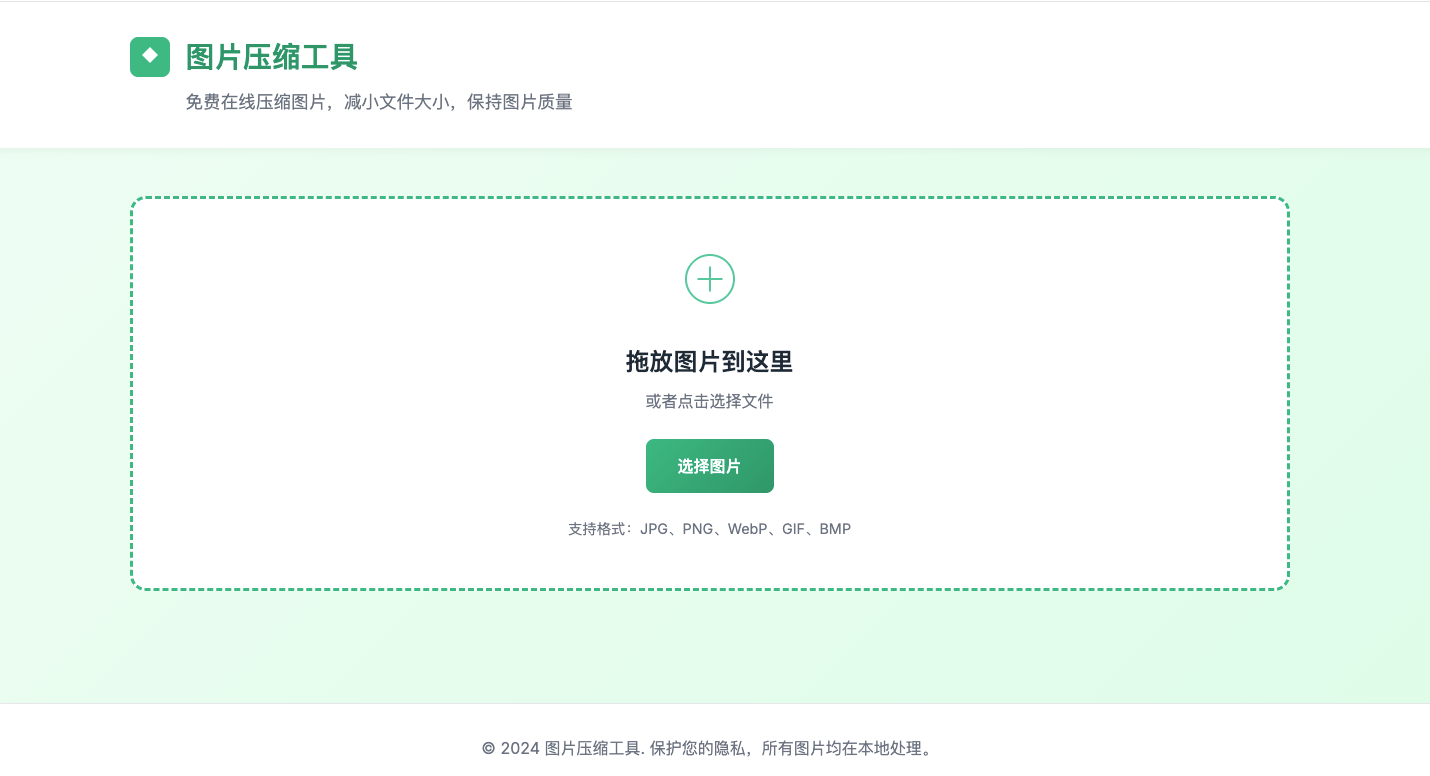 图片压缩工具
免费在线压缩图片，减小文件大小，保持图片质量
拖放图片到这里
或者点击选择文件
选择图片
支持格式：JPG、PNG、WebP、GIF、BMP
© 2024 图片压缩工具. 保护您的隐私，所有图片均在本地处理。